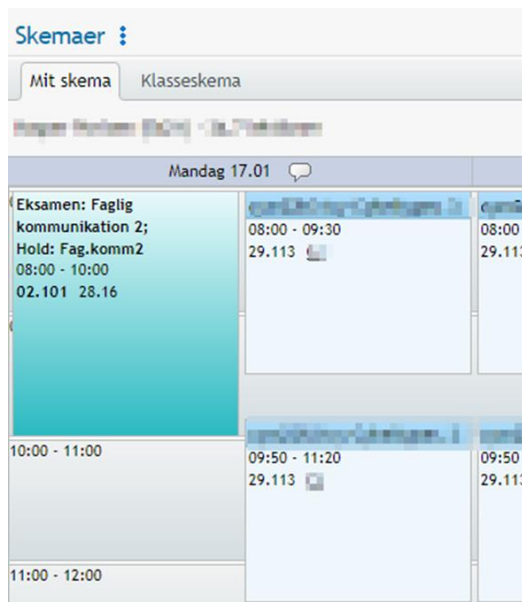 Skemaer
Mit skema
Klasseskema
Mandag 17.01
Eksamen: Faglig
kommunikation 2;
Hold: Fag.komm2
08:00 - 10:00
02.101 28.16
08:00 - 09:30
29.113
08:00
29.113
10:00 - 11:00
09:50 - 11:20
29.113
09:50
29.113
11:00 - 12:00